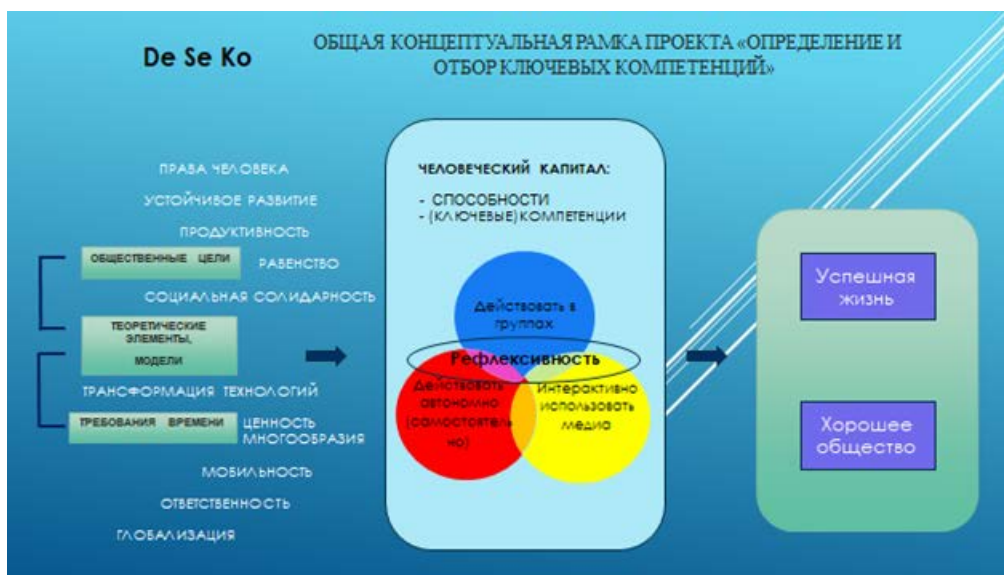 De Se Ko
ОБЩАЯ КОНЦЕПТУАЛЬНАЯ РАМКА ПРОЕКТА «ОПРЕДЕЛЕНИЕ И
ОТБОР КЛЮЧЕВЫХ КОМПЕТЕНЦИЙ»
ПРАВА ЧЕЛОВЕКА
УСТОЙЧИВОЕ РАЗВИТИЕ
ПРОДУКТИВНОСТЬ
ОБЩЕСТВЕННЫЕ ЦЕЛИ
РАВЕНСТВО
СОЦИАЛЬНАЯ СОЛИДАРНОСТЬ
ТЕОРЕТИЧЕСКИЕ
ЭЛЕМЕНТЫ,
МОДЕЛИ
ТРАНСФОРМАЦИЯ ТЕХНОЛОГИЙ
ТРЕБОВАНИЯ ВРЕМЕНИ
ЦЕННОСТЬ
МНОГООБРАЗИЯ
МОБИЛЬНОСТЬ
ОТВЕТСТВЕННОСТЬ
ГЛОБАЛИЗАЦИЯ
ЧЕЛОВЕЧЕСКИЙ КАПИТАЛ:
- СПОСОБНОСТИ
- (КЛЮЧЕВЫЕ) КОМПЕТЕНЦИИ
Действовать в
группах
Рефлексивность
Действовать
автономно
(самостоятель
но)
Интерактивно
использовать
медиа
Успешная
жизнь
Хорошее
общество